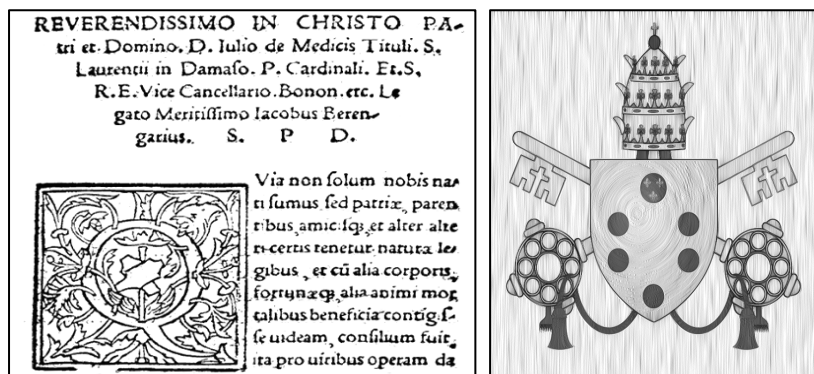 REVERENDISSIMO IN CHRISTO PA-
tri et Domino. D. Iulio de Medicis Tituli. S.
Laurentii in Damaso. P. Cardinali. Et. S.
R. E. Vice Cancellario. Bonon. etc. Le
gato Meritissimo Iacobus Beren-
garius. S. P D.
Via non solum nobis na-
ti sumus sed patriæ, paren
tibus, amicisq; et alter alte
ri certis tenetur naturæ le
gibus, et cū alia corporis,
fortunæq; alia animi mor
talibus beneficia contigis-
se uideam, consilium fuit,
ita pro uiribus operam da